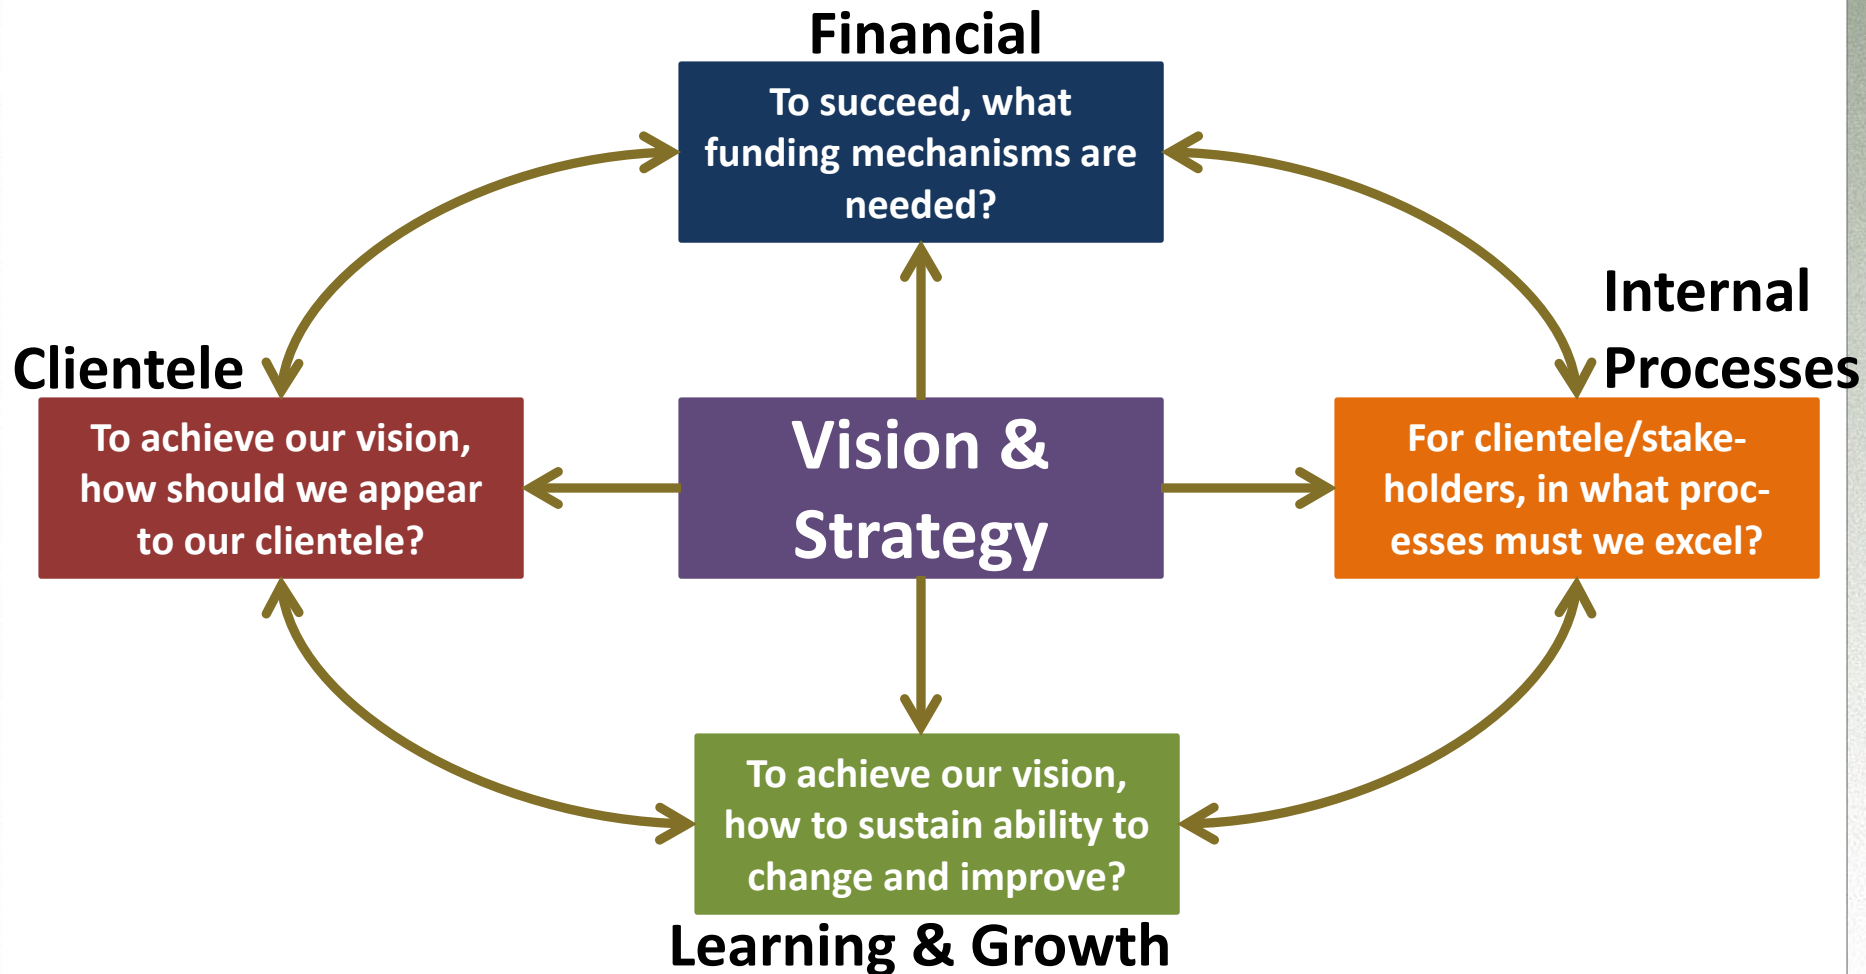 Financial
To succeed, what
funding mechanisms are
needed?
Internal
Processes
Clientele
To achieve our vision,
how should we appear
to our clientele?
Vision &
Strategy
For clientele/stake-
holders, in what proc-
esses must we excel?
To achieve our vision,
how to sustain ability to
change and improve?
Learning & Growth